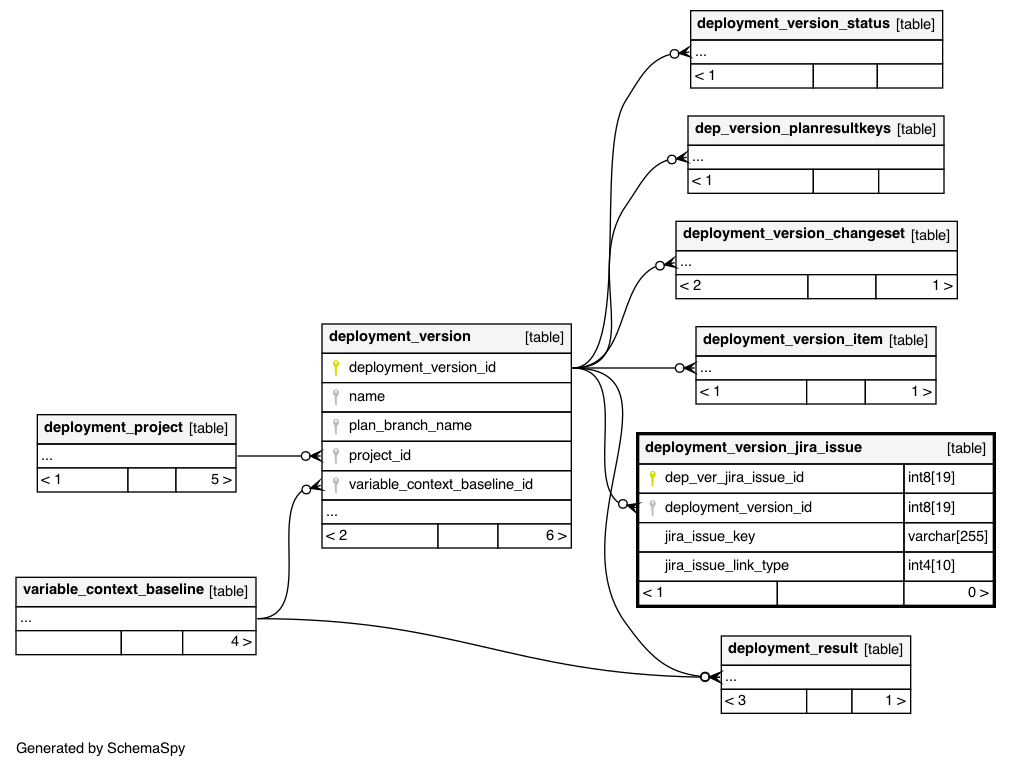 deployment_version_status [table]
...
< 1
dep_version_planresultkeys [table]
...
< 1
deployment_version_changeset [table]
...
< 2 1 >
deployment_version_item [table]
...
< 1 1 >
deployment_version [table]
deployment_version_id
name
plan_branch_name
project_id
variable_context_baseline_id
...
< 2 6 >
deployment_project [table]
...
< 1 5 >
deployment_version_jira_issue [table]
dep_ver_jira_issue_id int8[19]
deployment_version_id int8[19]
jira_issue_key varchar[255]
jira_issue_link_type int4[10]
< 1 0 >
variable_context_baseline [table]
...
4 >
deployment_result [table]
...
< 3 1 >
Generated by SchemaSpy